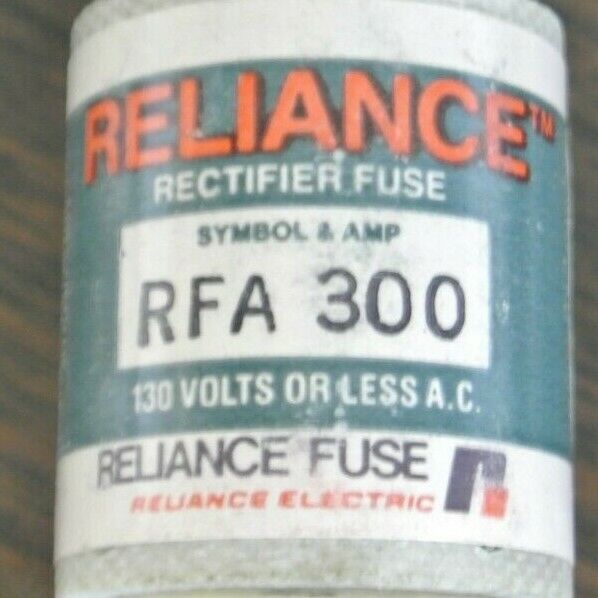 RELIANCE™
RECTIFIER FUSE
SYMBOL & AMP
RFA 300
130 VOLTS OR LESS A.C.
RELIANCE FUSE
RELIANCE ELECTRIC